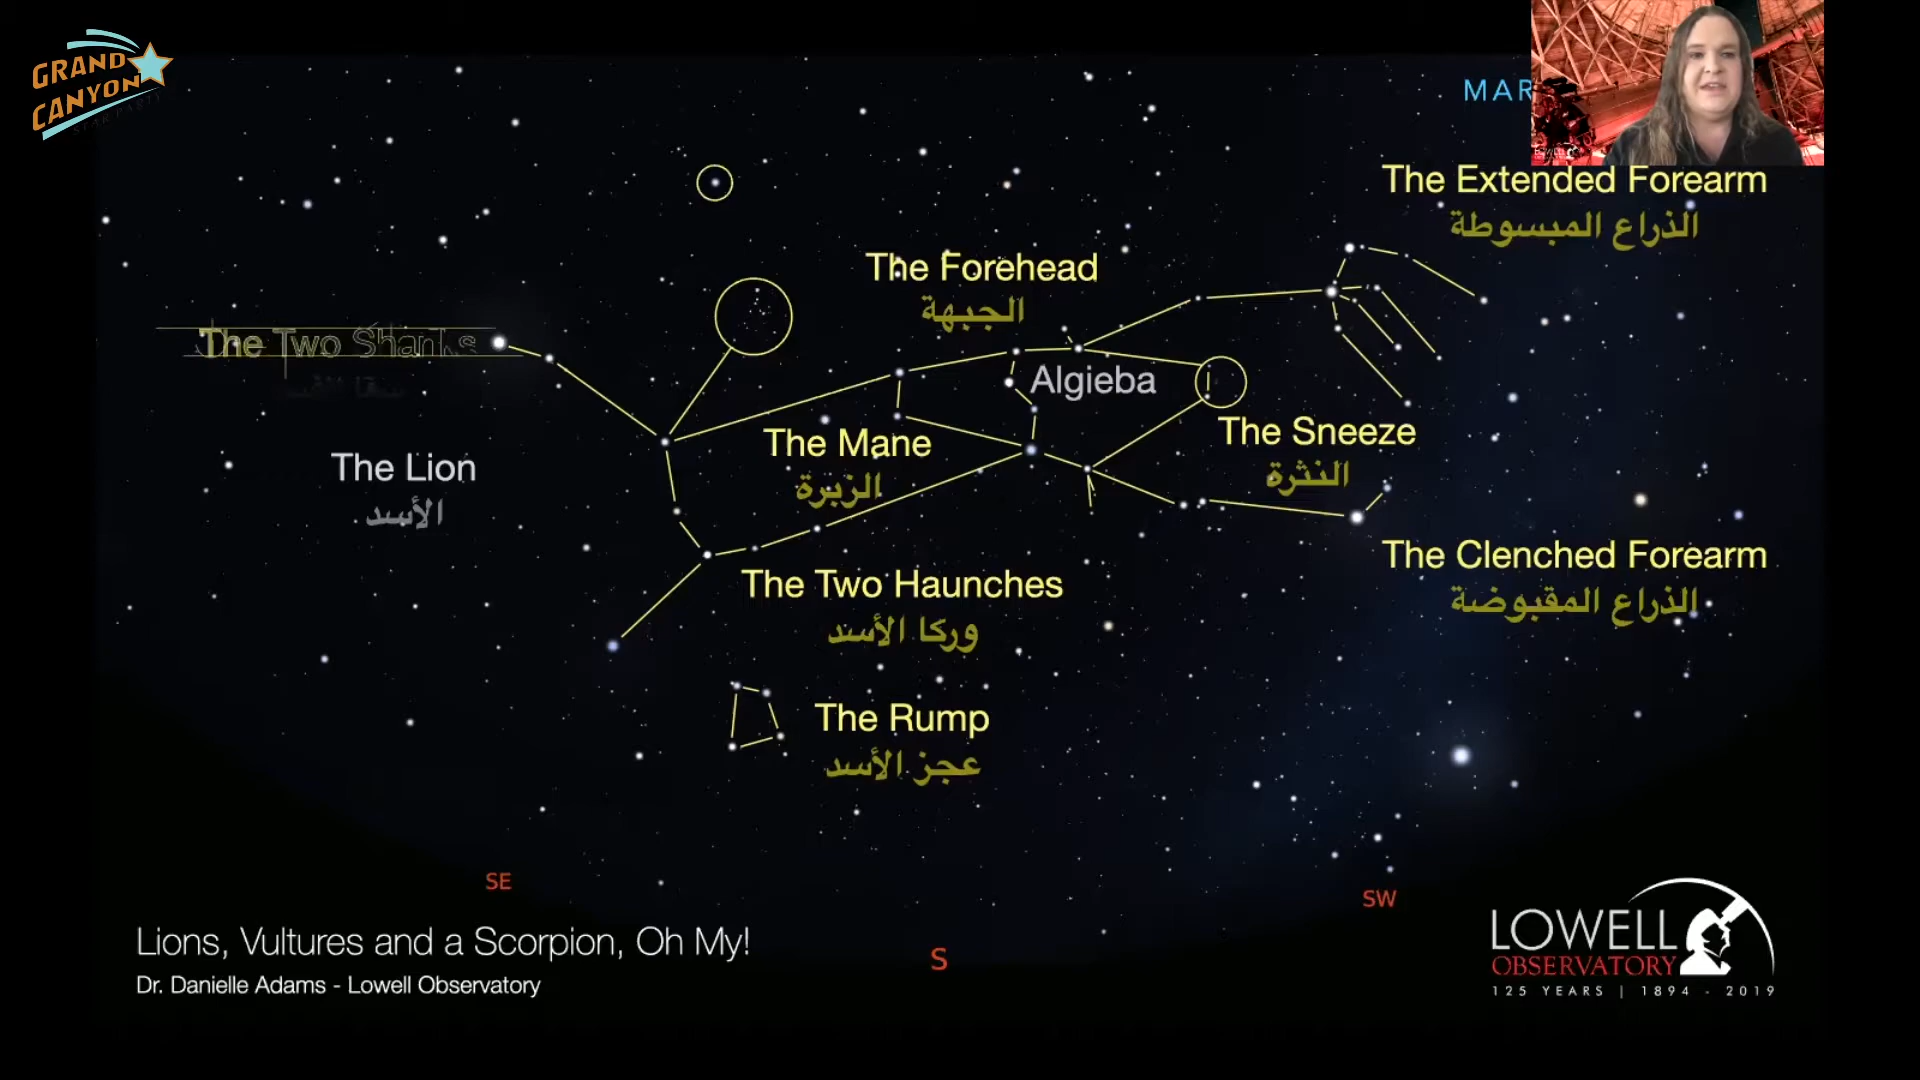 GRAND
CANYON
STAR PARTY
MAR
The Extended Forearm
الذراع المبسوطة
The Forehead
الجبهة
The Two Shanks
Algieba
The Mane
الزبرة
The Sneeze
النثرة
The Lion
الأسد
The Clenched Forearm
الذراع المقبوضة
The Two Haunches
وركا الأسد
The Rump
عجز الأسد
SE
SW
S
Lions, Vultures and a Scorpion, Oh My!
Dr. Danielle Adams - Lowell Observatory
LOWELL
OBSERVATORY
125 YEARS | 1894 - 2019